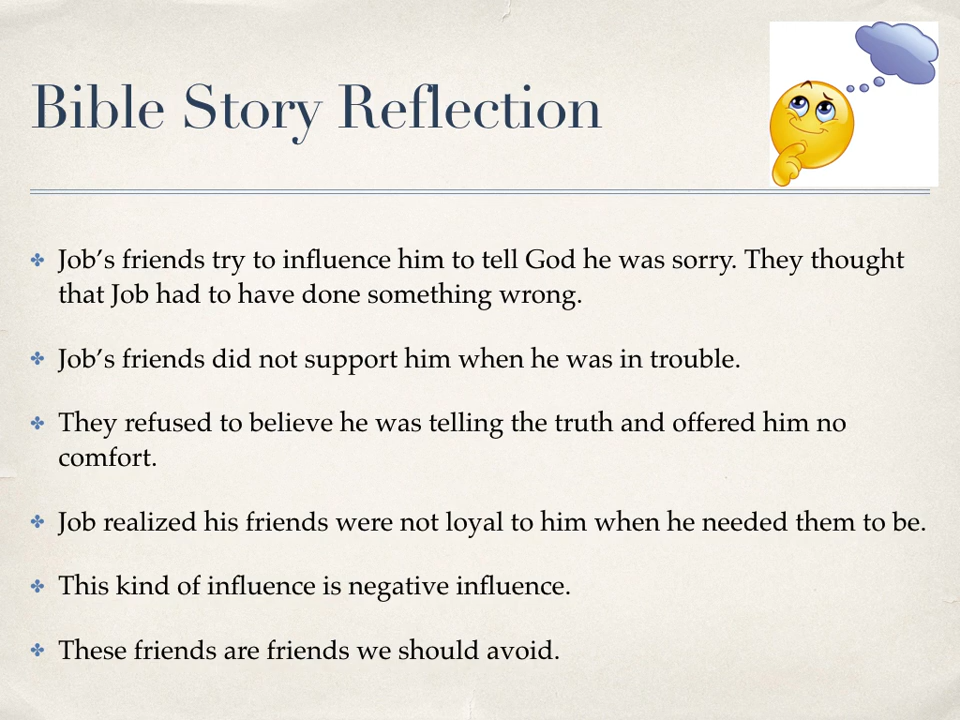 Bible Story Reflection
Job’s friends try to influence him to tell God he was sorry. They thought
that Job had to have done something wrong.
Job’s friends did not support him when he was in trouble.
They refused to believe he was telling the truth and offered him no
comfort.
Job realized his friends were not loyal to him when he needed them to be.
This kind of influence is negative influence.
These friends are friends we should avoid.